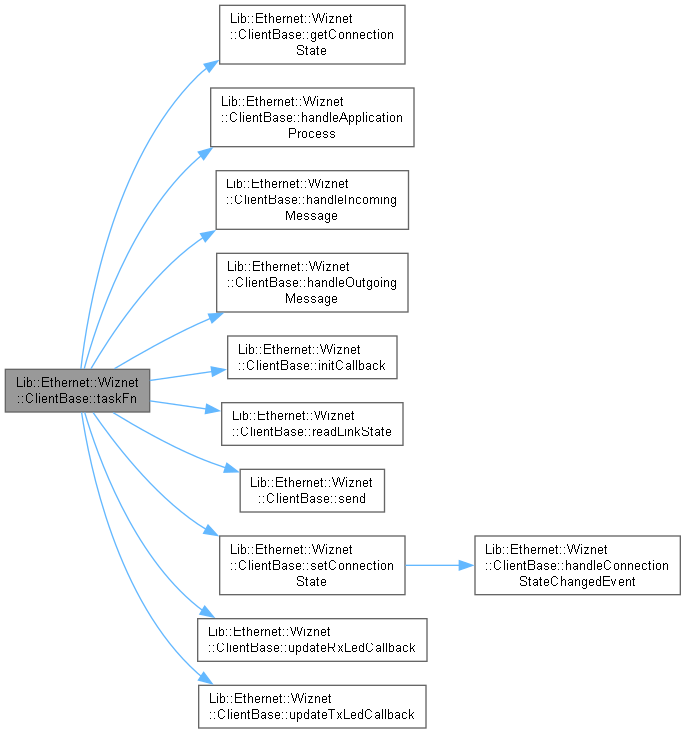 Lib::Ethernet::Wiznet
::ClientBase::getConnection
State
Lib::Ethernet::Wiznet
::ClientBase::handleApplication
Process
Lib::Ethernet::Wiznet
::ClientBase::handleIncoming
Message
Lib::Ethernet::Wiznet
::ClientBase::handleOutgoing
Message
Lib::Ethernet::Wiznet
::ClientBase::initCallback
Lib::Ethernet::Wiznet
::ClientBase::taskFn
Lib::Ethernet::Wiznet
::ClientBase::readLinkState
Lib::Ethernet::Wiznet
::ClientBase::send
Lib::Ethernet::Wiznet
::ClientBase::setConnection
State
Lib::Ethernet::Wiznet
::ClientBase::handleConnection
StateChangedEvent
Lib::Ethernet::Wiznet
::ClientBase::updateRxLedCallback
Lib::Ethernet::Wiznet
::ClientBase::updateTxLedCallback